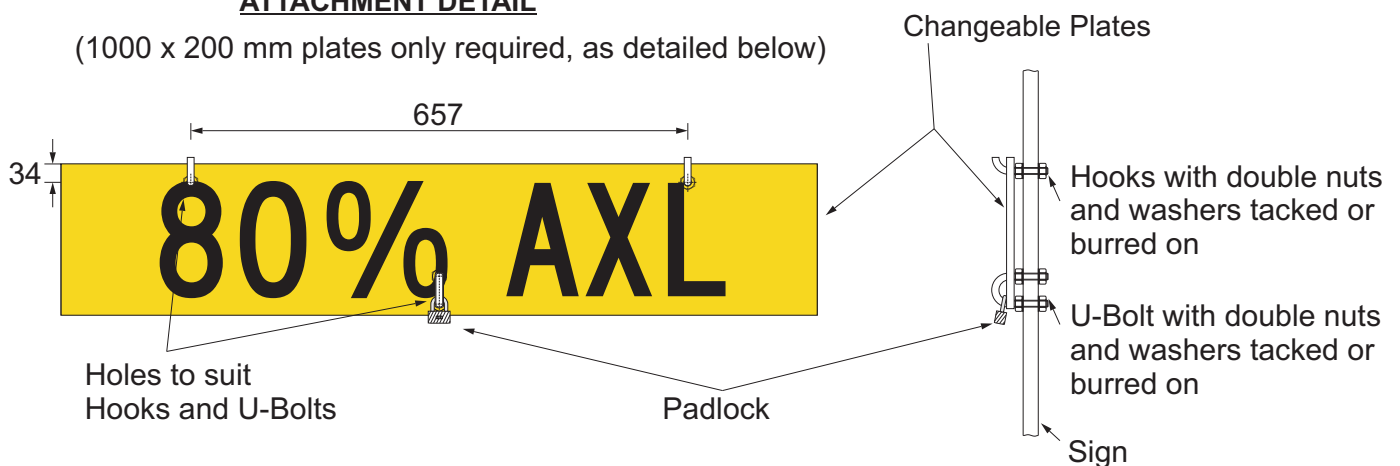 ATTACHMENT DETAIL
(1000 x 200 mm plates only required, as detailed below)
Changeable Plates
657
34
80% AXL
Hooks with double nuts
and washers tacked or
burred on
U-Bolt with double nuts
and washers tacked or
burred on
Holes to suit
Hooks and U-Bolts
Padlock
Sign